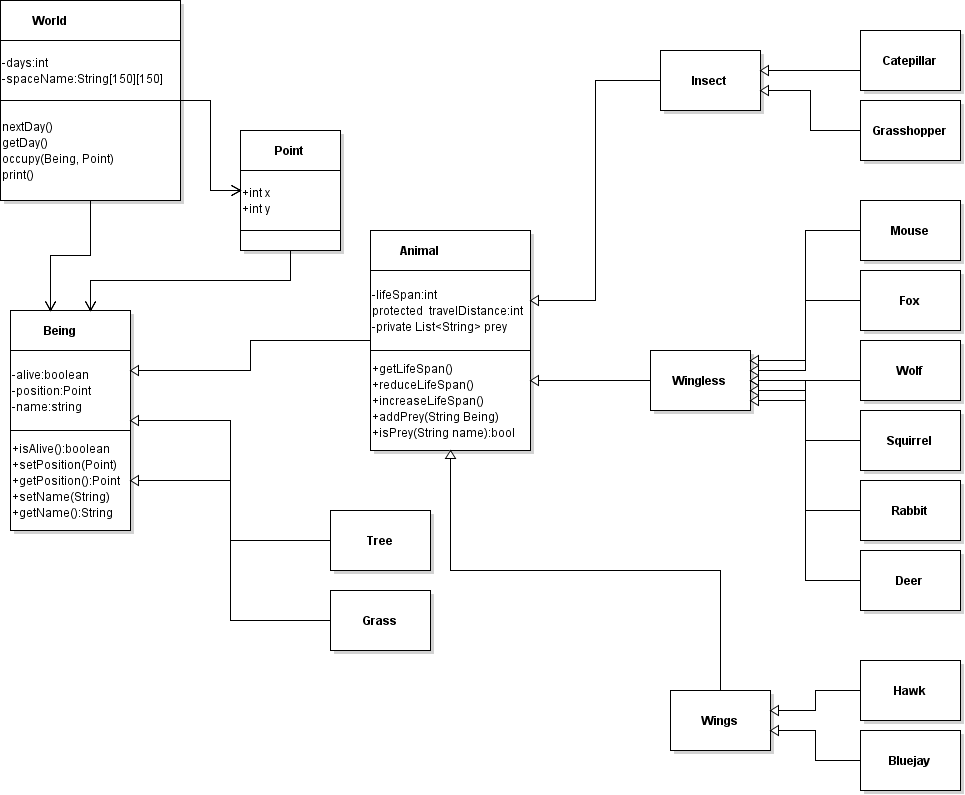 World
-days:int
-spaceName:String[150][150]
nextDay()
getDay()
occupy(Being, Point)
print()
Point
+int x
+int y
Being
-alive:boolean
-position:Point
-name:string
+isAlive():boolean
+setPosition(Point)
+getPosition():Point
+setName(String)
+getName():String
Animal
-lifeSpan:int
protected travelDistance:int
-private List<String> prey
+getLifeSpan()
+reduceLifeSpan()
+increaseLifeSpan()
+addPrey(String Being)
+isPrey(String name):bool
Tree
Grass
Insect
Wingless
Wings
Catepillar
Grasshopper
Mouse
Fox
Wolf
Squirrel
Rabbit
Deer
Hawk
Bluejay